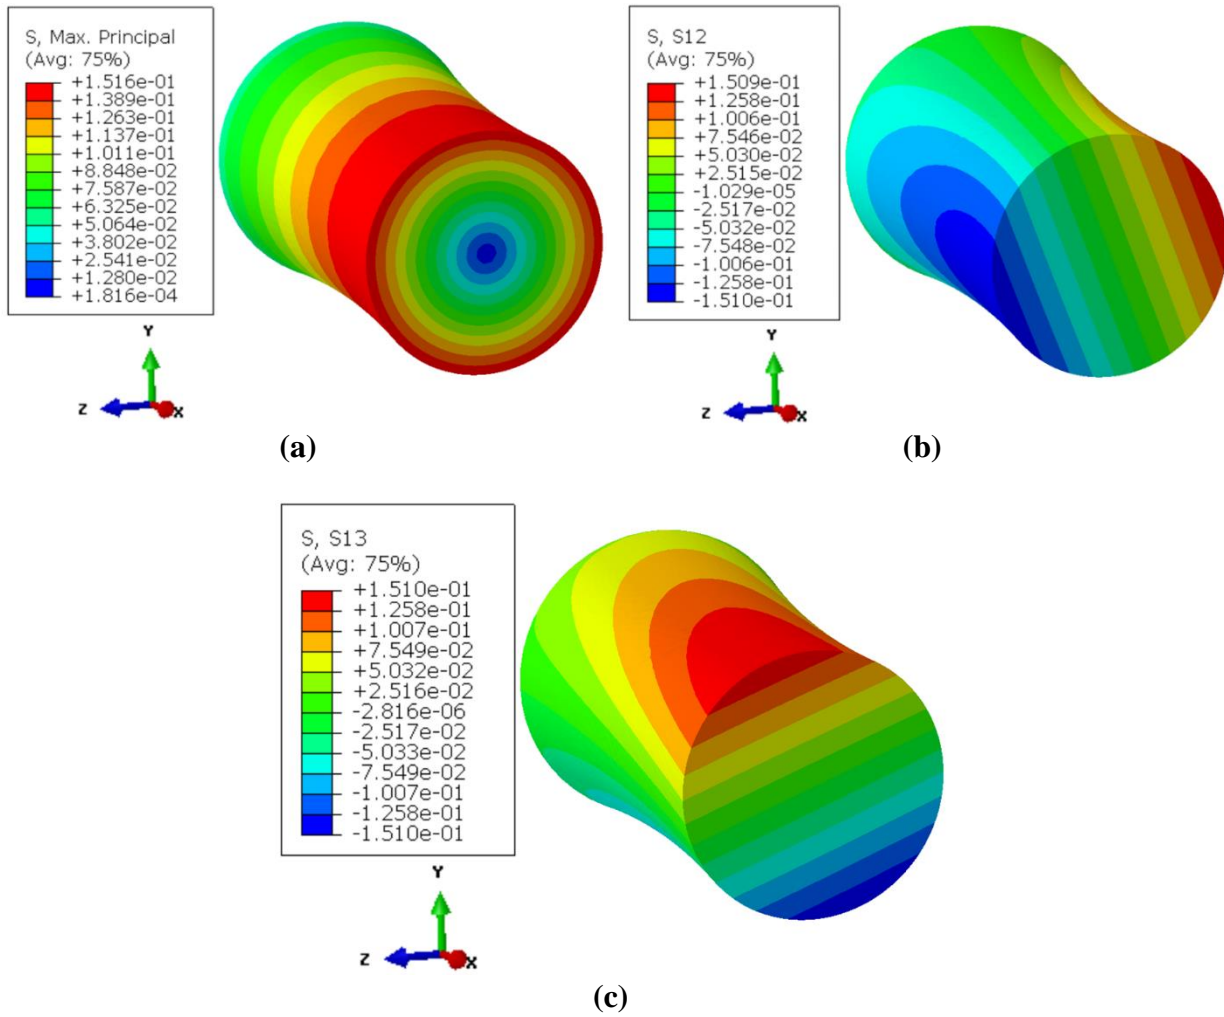 S, Max. Principal
(Avg: 75%)
+1.516e-01
+1.389e-01
+1.263e-01
+1.137e-01
+1.011e-01
+8.848e-02
+7.587e-02
+6.325e-02
+5.064e-02
+3.802e-02
+2.541e-02
+1.280e-02
+1.816e-04
Y
Z
X
(a)
S, S12
(Avg: 75%)
+1.509e-01
+1.258e-01
+1.006e-01
+7.546e-02
+5.030e-02
+2.515e-02
-1.029e-05
-2.517e-02
-5.032e-02
-7.548e-02
-1.006e-01
-1.258e-01
-1.510e-01
Y
Z
X
(b)
S, S13
(Avg: 75%)
+1.510e-01
+1.258e-01
+1.007e-01
+7.549e-02
+5.032e-02
+2.516e-02
-2.816e-06
-2.517e-02
-5.033e-02
-7.549e-02
-1.007e-01
-1.258e-01
-1.510e-01
Y
Z
X
(c)